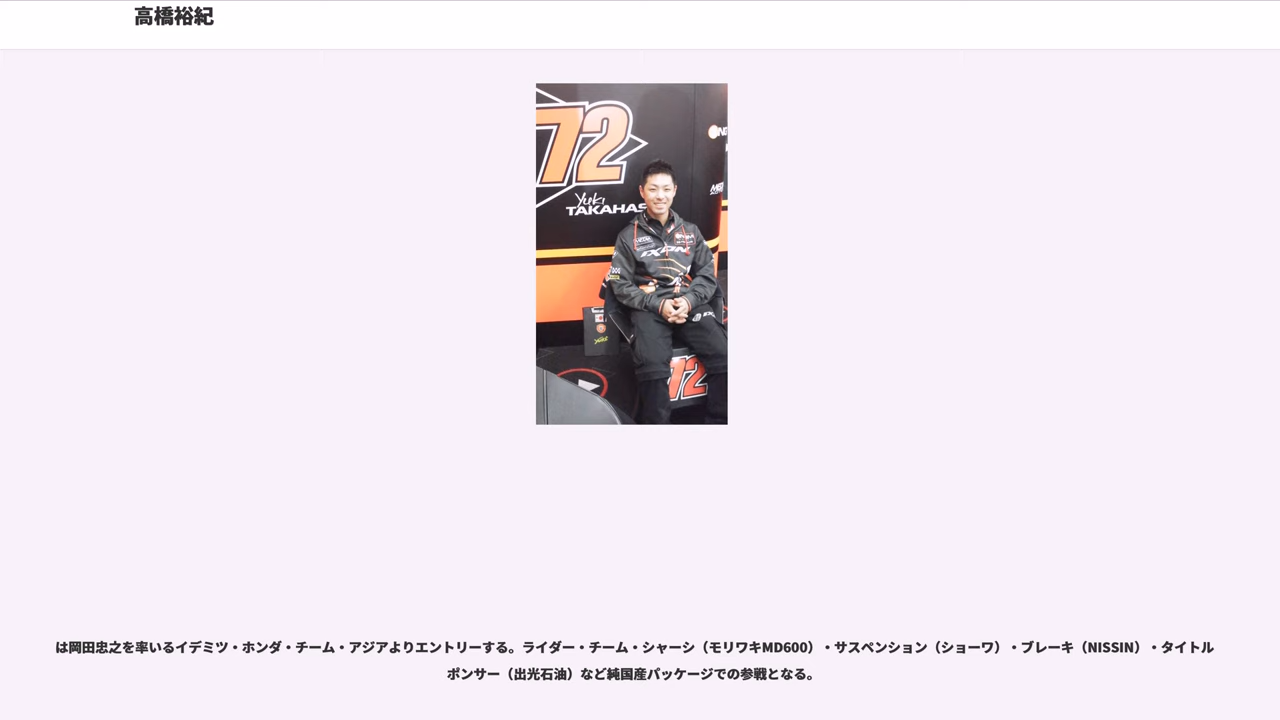 高橋裕紀
72
Yuki
TAKAHAS
IXON
72
は岡田忠之を率いるイデミツ・ホンダ・チーム・アジアよりエントリーする。ライダー・チーム・シャーシ（モリワキMD600）・サスペンション（ショーワ）・ブレーキ（NISSIN）・タイトル
ポンサー（出光石油）など純国産パッケージでの参戦となる。